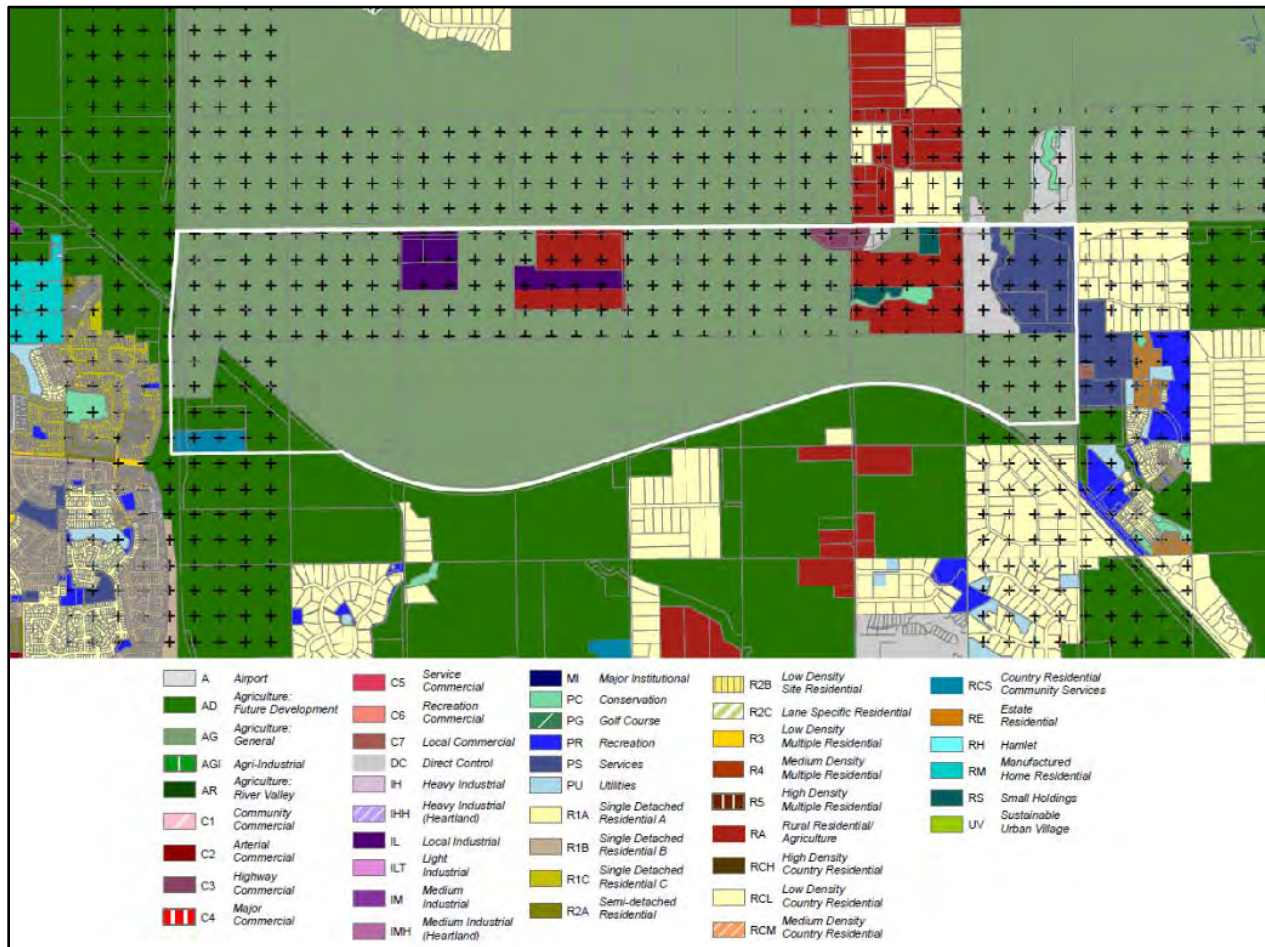 A Airport
AD Agriculture:
Future Development
AG Agriculture:
General
AGI Agri-Industrial
AR Agriculture:
River Valley
C1 Community
Commercial
C2 Arterial
Commercial
C3 Highway
Commercial
C4 Major
Commercial
C5 Service
Commercial
C6 Recreation
Commercial
C7 Local Commercial
DC Direct Control
IH Heavy Industrial
IHH Heavy Industrial
(Heartland)
IL Local Industrial
ILT Light
Industrial
IM Medium
Industrial
IMH Medium Industrial
(Heartland)
MI Major Institutional
PC Conservation
PG Golf Course
PR Recreation
PS Services
PU Utilities
R1A Single Detached
Residential A
R1B Single Detached
Residential B
R1C Single Detached
Residential C
R2A Semi-detached
Residential
R2B Low Density
Site Residential
R2C Lane Specific Residential
R3 Low Density
Multiple Residential
R4 Medium Density
Multiple Residential
R5 High Density
Multiple Residential
RA Rural Residential/
Agriculture
RCH High Density
Country Residential
RCL Low Density
Country Residential
RCM Medium Density
Country Residential
RCS Country Residential
Community Services
RE Estate
Residential
RH Hamlet
RM Manufactured
Home Residential
RS Small Holdings
UV Sustainable
Urban Village